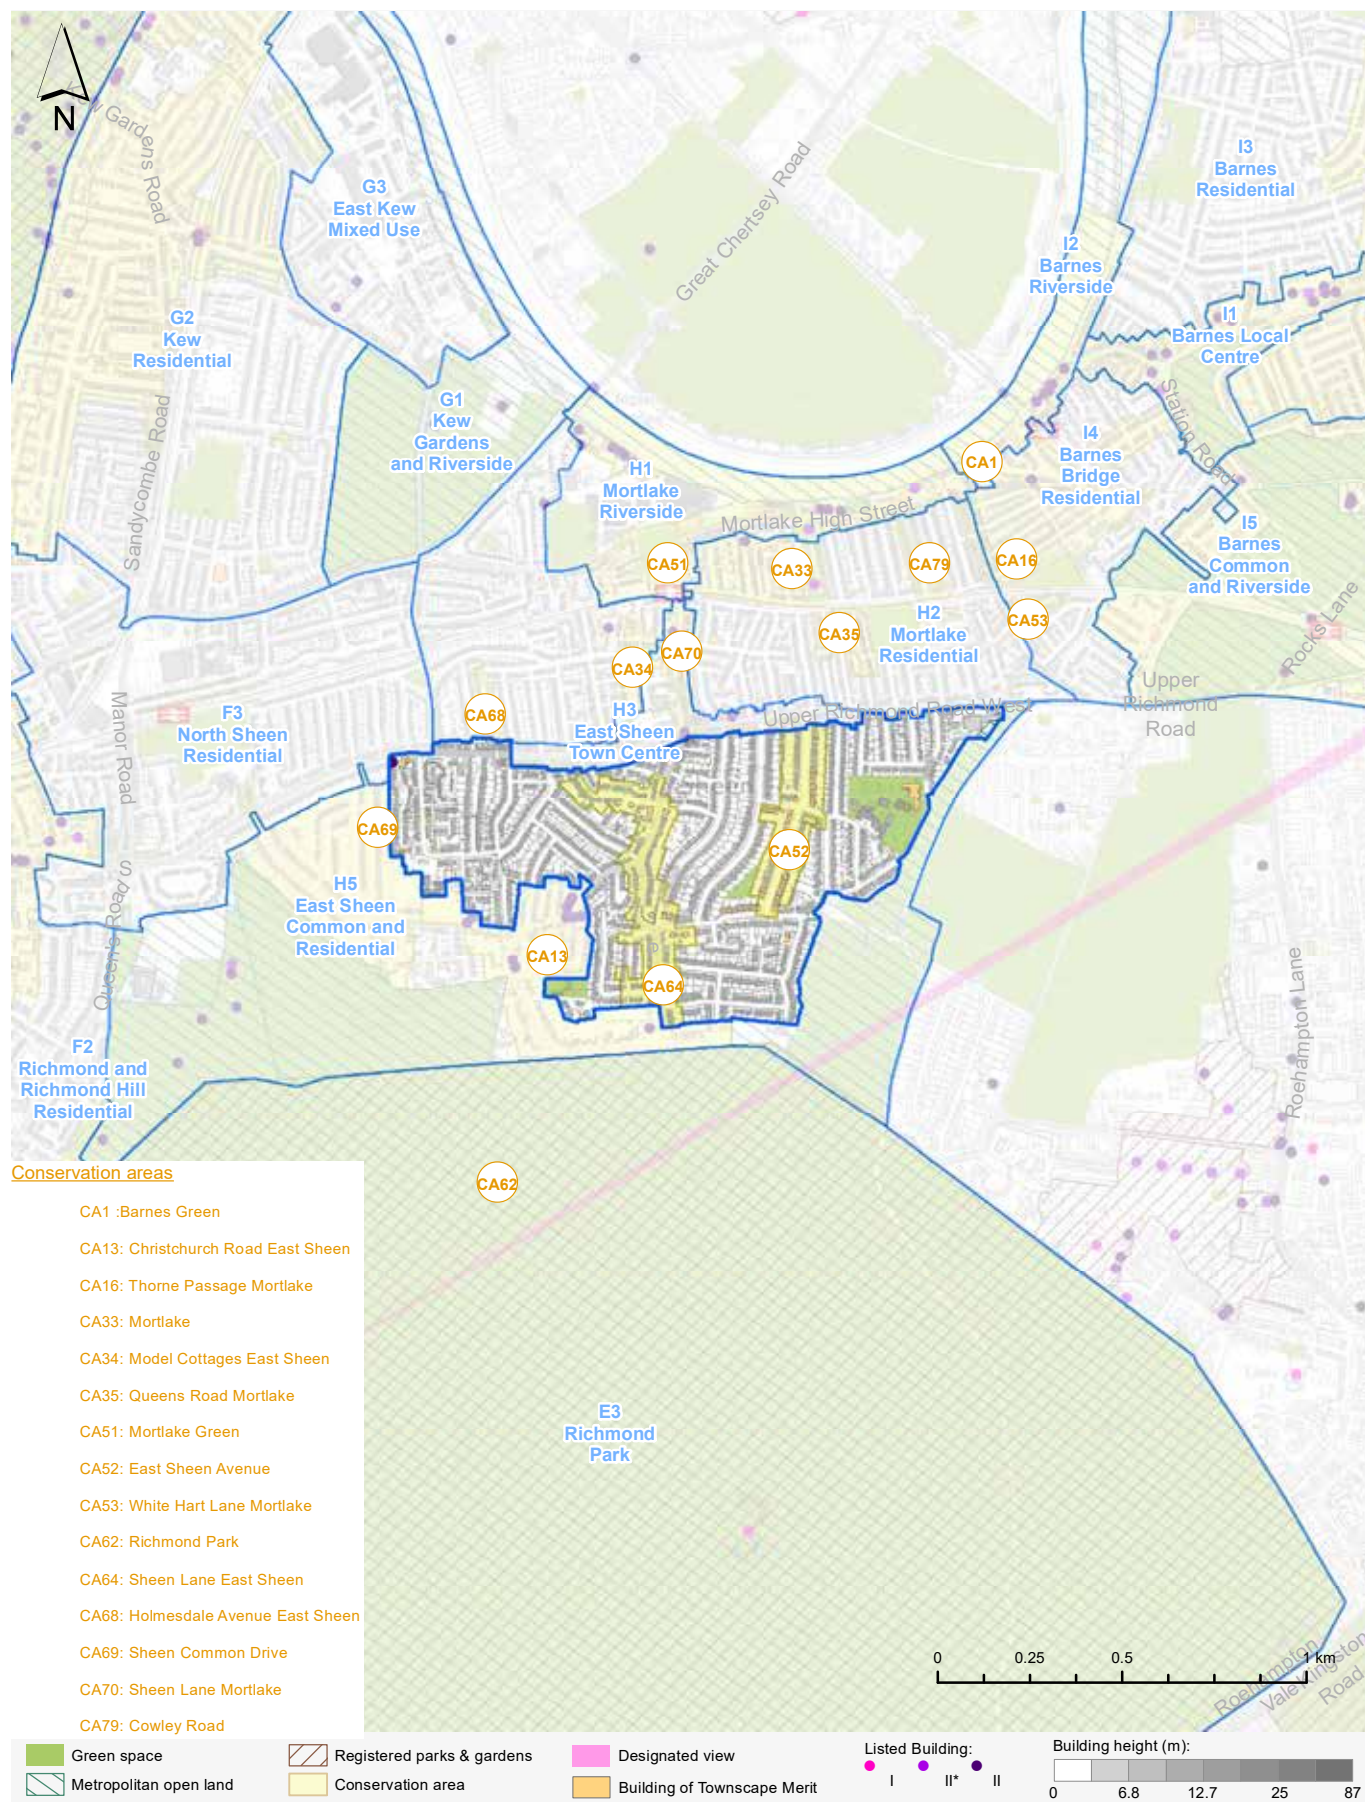 N
Kew Gardens Road
G3
East Kew
Mixed Use
Great Chertsey Road
I3
Barnes
Residential
I2
Barnes
Riverside
G2
Kew
Residential
I1
Barnes Local
Centre
Sandycombe Road
G1
Kew
Gardens
and Riverside
Station Road
H1
Mortlake
Riverside
CA1
I4
Barnes
Bridge
Residential
Mortlake High Street
I5
Barnes
Common
and Riverside
CA51
CA33
CA79
CA16
CA53
CA35
H2
Mortlake
Residential
Rocks Lane
CA70
CA34
Manor Road
F3
North Sheen
Residential
CA68
H3
East Sheen
Town Centre
Upper Richmond Road West
Upper
Richmond
Road
CA69
CA52
H5
East Sheen
Common and
Residential
Queen's Road S
CA13
CA64
Roehampton Lane
F2
Richmond and
Richmond Hill
Residential
CA62
E3
Richmond
Park
Conservation areas
CA1 :Barnes Green
CA13: Christchurch Road East Sheen
CA16: Thorne Passage Mortlake
CA33: Mortlake
CA34: Model Cottages East Sheen
CA35: Queens Road Mortlake
CA51: Mortlake Green
CA52: East Sheen Avenue
CA53: White Hart Lane Mortlake
CA62: Richmond Park
CA64: Sheen Lane East Sheen
CA68: Holmesdale Avenue East Sheen
CA69: Sheen Common Drive
CA70: Sheen Lane Mortlake
CA79: Cowley Road
0 0.25 0.5 1 km
Roehampton
Vale Kingston
Road
Green space
Metropolitan open land
Registered parks & gardens
Conservation area
Designated view
Building of Townscape Merit
Listed Building:
I II* II
Building height (m):
0 6.8 12.7 25 87